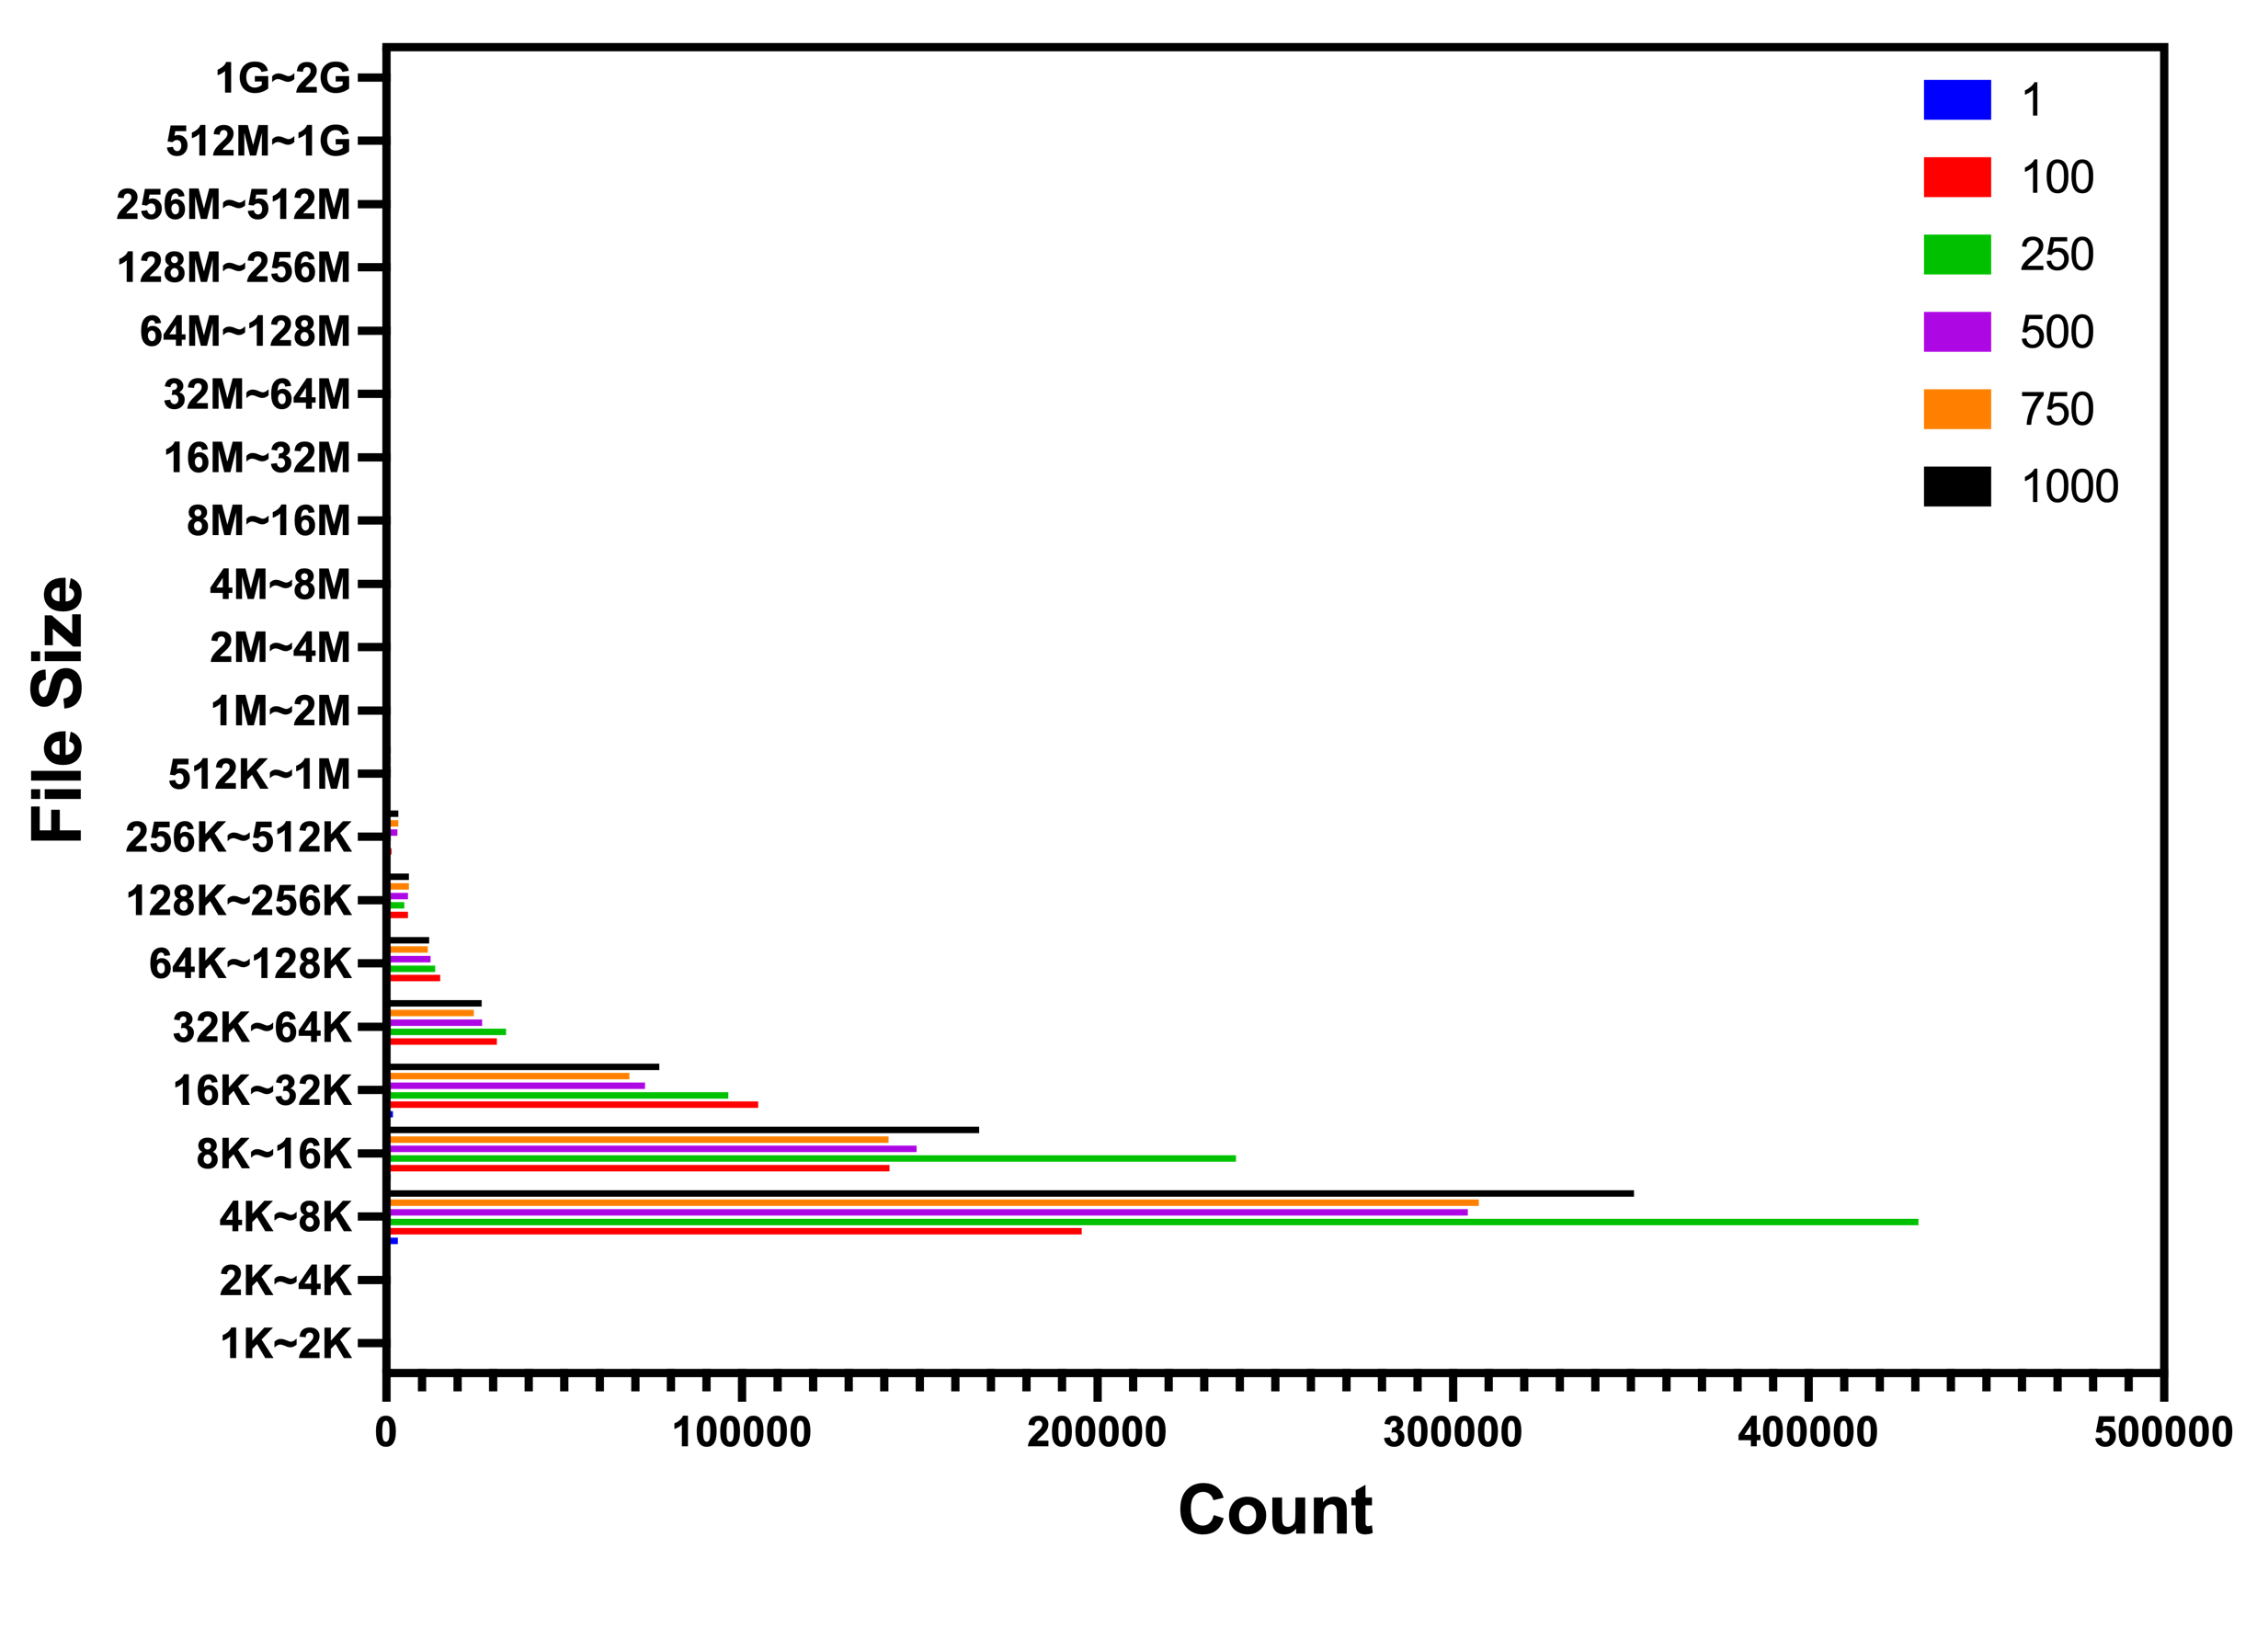 1G~2G
512M~1G
256M~512M
128M~256M
64M~128M
32M~64M
16M~32M
8M~16M
4M~8M
2M~4M
1M~2M
512K~1M
256K~512K
128K~256K
64K~128K
32K~64K
16K~32K
8K~16K
4K~8K
2K~4K
1K~2K
File Size
1
100
250
500
750
1000
0 100000 200000 300000 400000 500000
Count